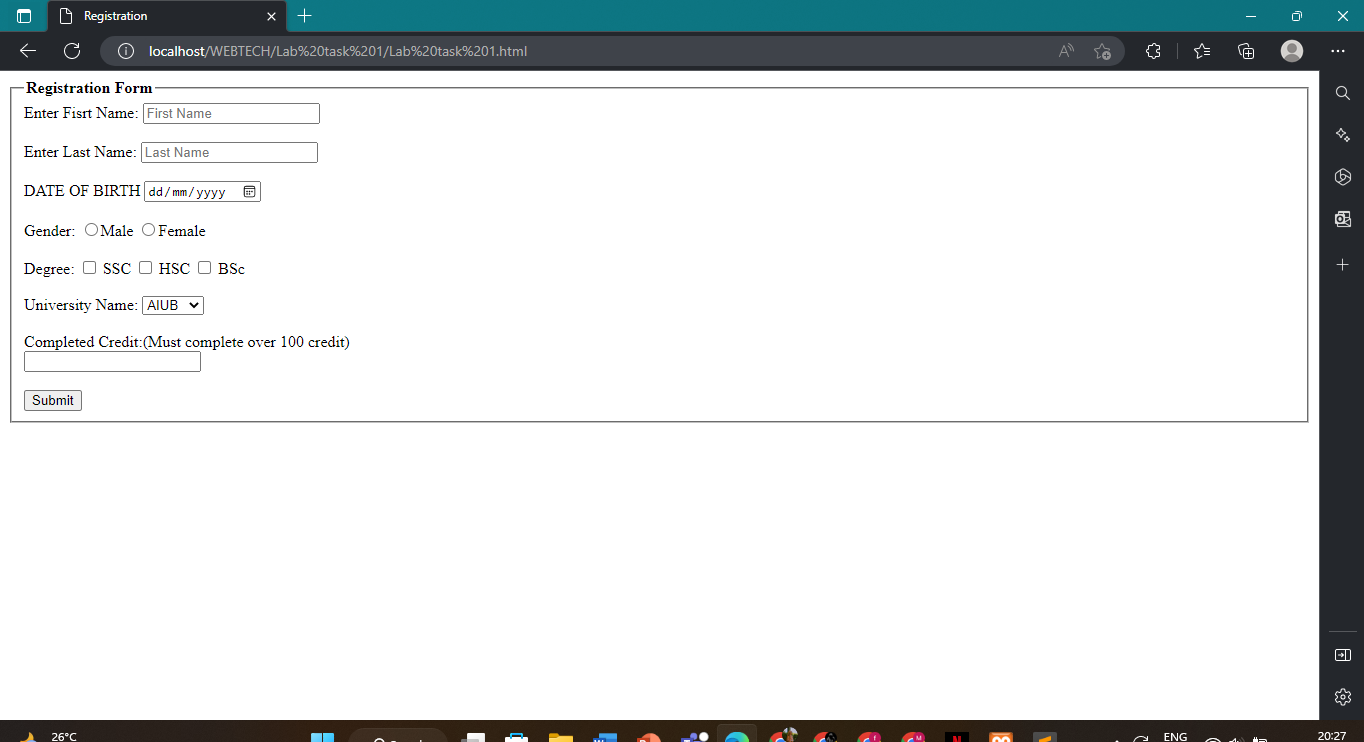 Registration
localhost/WEBTECH/Lab%20task%201/Lab%20task%201.html
Registration Form
Enter Fisrt Name: First Name
Enter Last Name: Last Name
DATE OF BIRTH dd/mm/yyyy
Gender: Male Female
Degree: SSC HSC BSc
University Name: AIUB
Completed Credit:(Must complete over 100 credit)
Submit
26°C
ENG
20:27